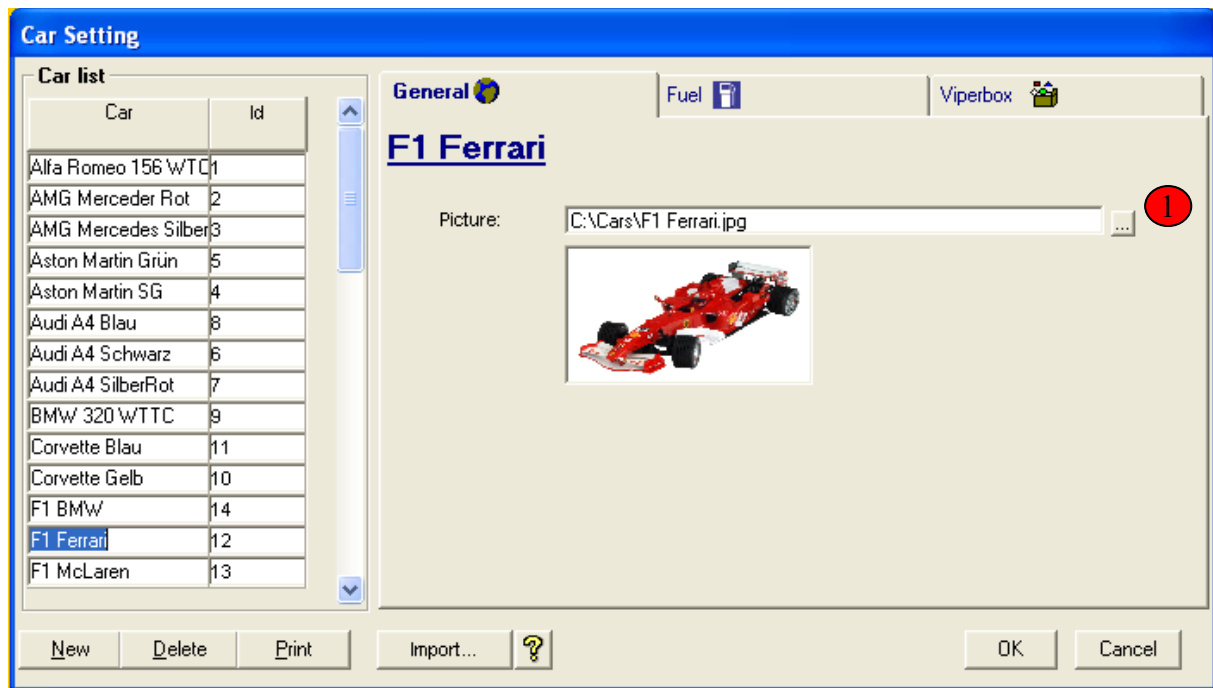 Car Setting
Car list
Car Id
Alfa Romeo 156 WTC 1
AMG Merceder Rot 2
AMG Mercedes Silber 3
Aston Martin Grün 5
Aston Martin SG 4
Audi A4 Blau 8
Audi A4 Schwarz 6
Audi A4 SilberRot 7
BMW 320 WTTC 9
Corvette Blau 11
Corvette Gelb 10
F1 BMW 14
F1 Ferrari 12
F1 McLaren 13
New Delete Print
General Fuel Viperbox
F1 Ferrari
Picture: C:\Cars\F1 Ferrari.jpg ... 1
Import... ? OK Cancel